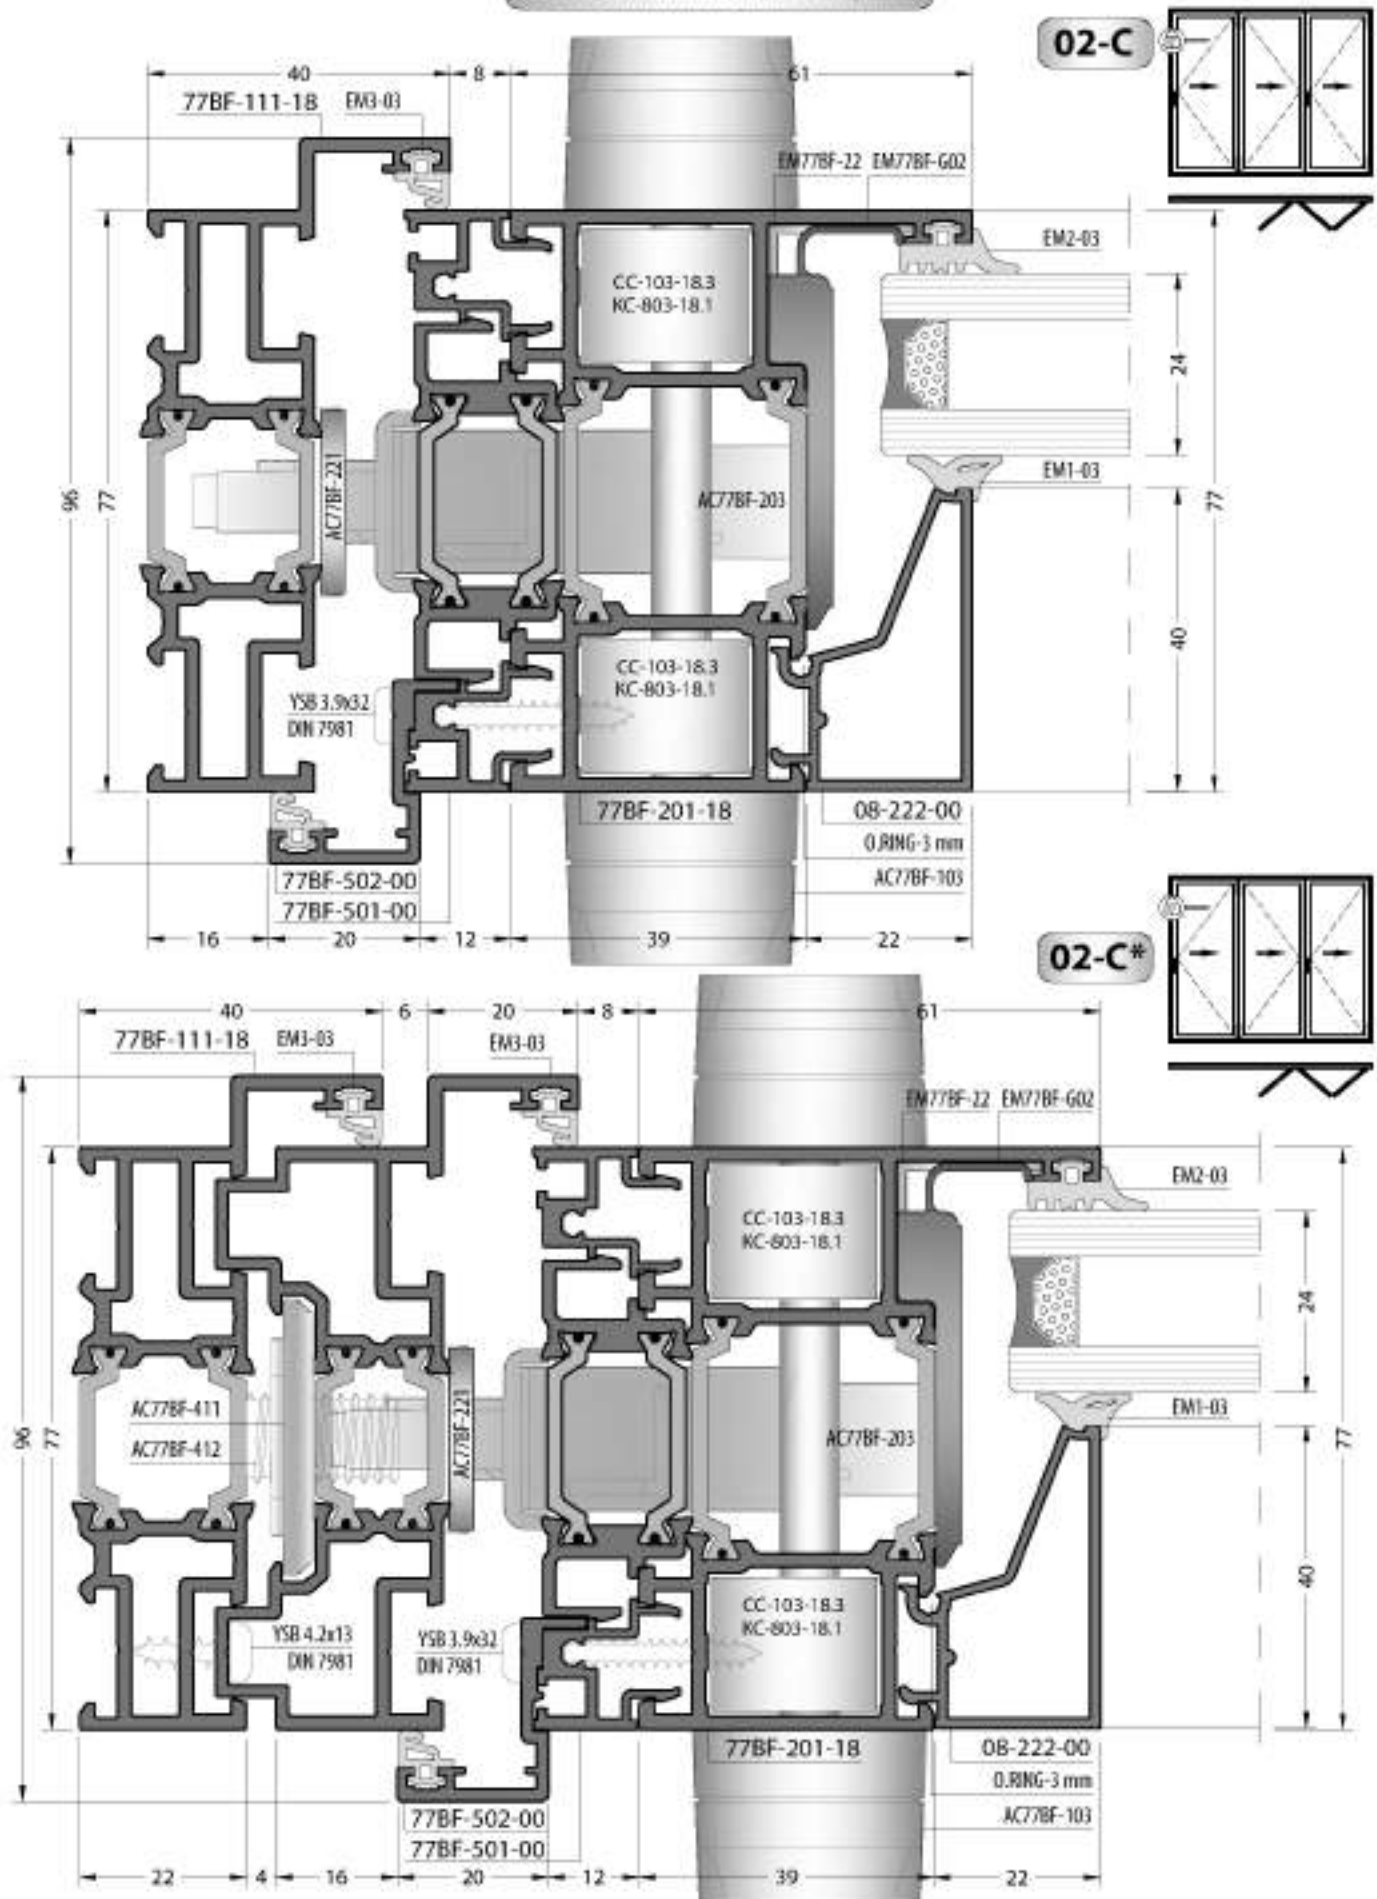 02-C
40
8
61
77BF-111-18
EM3-03
EM77BF-22
EM77BF-G02
EM2-03
CC-103-18.3
KC-803-18.1
24
96
77
AC77BF-221
AC77BF-203
EM1-03
77
40
CC-103-18.3
KC-803-18.1
YSB 3.9x32
DIN 7981
77BF-201-18
08-222-00
O.RING-3 mm
AC77BF-103
77BF-502-00
77BF-501-00
16
20
12
39
22
02-C*
40
6
20
8
61
77BF-111-18
EM3-03
EM3-03
EM77BF-22
EM77BF-G02
EM2-03
CC-103-18.3
KC-803-18.1
24
AC77BF-411
AC77BF-412
96
77
AC77BF-221
AC77BF-203
EM1-03
77
40
CC-103-18.3
KC-803-18.1
YSB 4.2x13
DIN 7981
YSB 3.9x32
DIN 7981
77BF-201-18
08-222-00
O.RING-3 mm
AC77BF-103
77BF-502-00
77BF-501-00
22
4
16
20
12
39
22